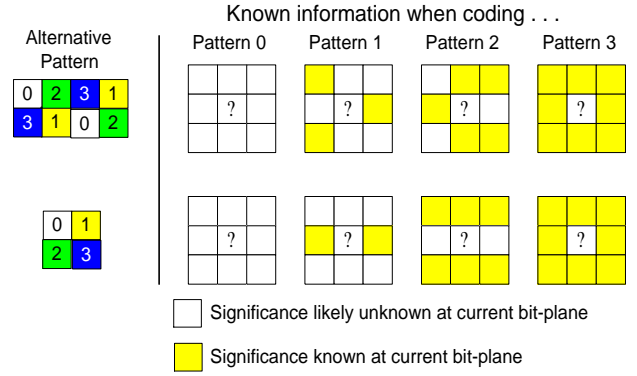 Known information when coding . . .
Alternative
Pattern
Pattern 0 Pattern 1 Pattern 2 Pattern 3
0 2 3 1
3 1 0 2
? ? ? ?
0 1
2 3
? ? ? ?
Significance likely unknown at current bit-plane
Significance known at current bit-plane